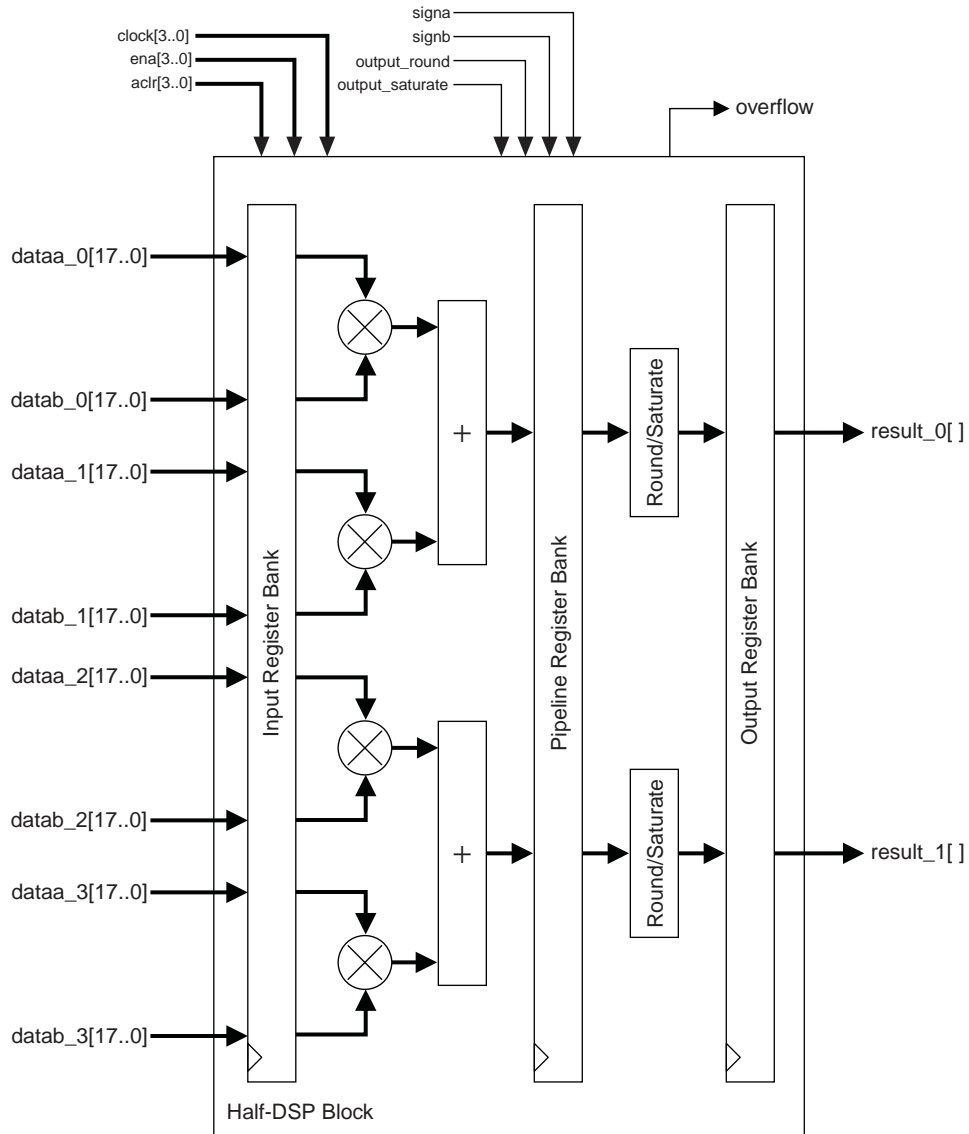 signa
clock[3..0]
signb
ena[3..0]
output_round
aclr[3..0]
output_saturate
overflow
dataa_0[17..0]
datab_0[17..0]
dataa_1[17..0]
datab_1[17..0]
dataa_2[17..0]
datab_2[17..0]
dataa_3[17..0]
datab_3[17..0]
Input Register Bank
+
+
Pipeline Register Bank
Round/Saturate
Round/Saturate
Output Register Bank
result_0[ ]
result_1[ ]
Half-DSP Block